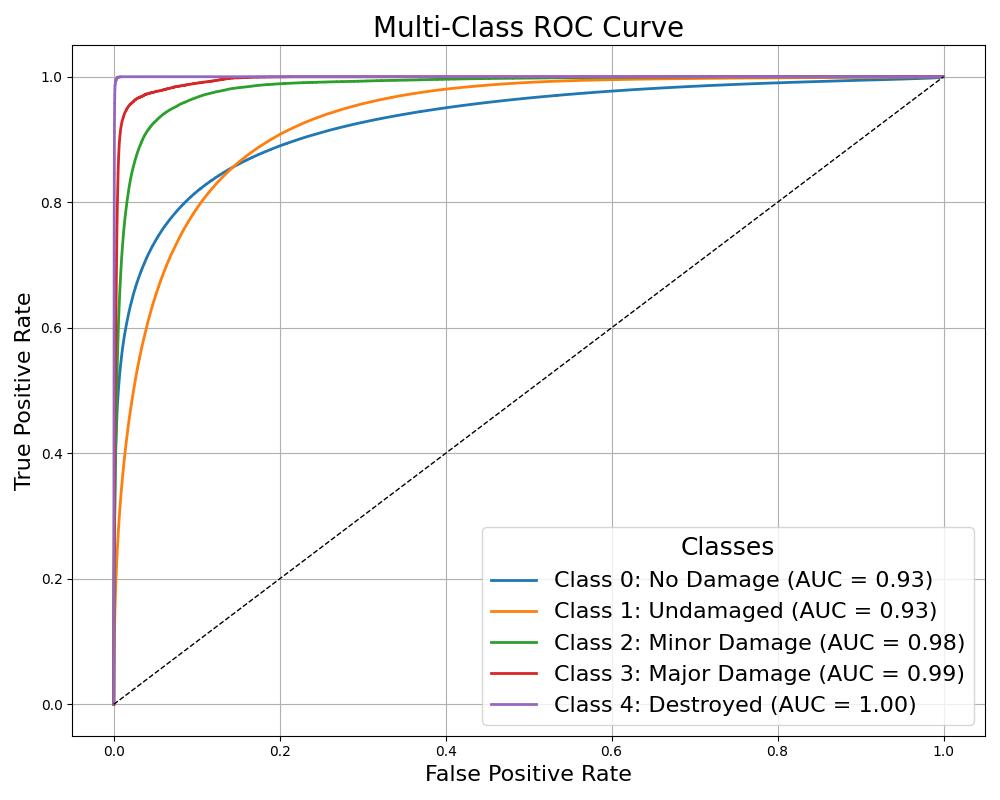 Multi-Class ROC Curve
True Positive Rate
1.0
0.8
0.6
0.4
0.2
0.0
Classes
Class 0: No Damage (AUC = 0.93)
Class 1: Undamaged (AUC = 0.93)
Class 2: Minor Damage (AUC = 0.98)
Class 3: Major Damage (AUC = 0.99)
Class 4: Destroyed (AUC = 1.00)
0.0 0.2 0.4 0.6 0.8 1.0
False Positive Rate